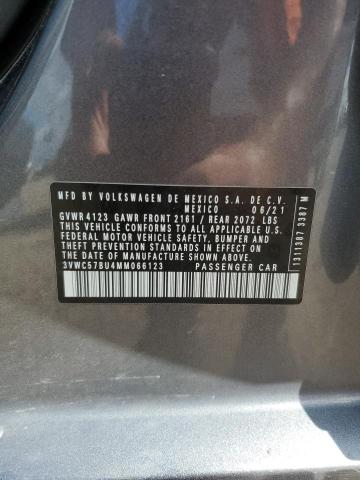 MFD BY VOLKSWAGEN DE MEXICO S.A. DE C.V.
MEXICO 06/21
GVWR 4123 GAWR FRONT 2161 / REAR 2072 LBS
THIS VEHICLE CONFORMS TO ALL APPLICABLE U.S.
FEDERAL MOTOR VEHICLE SAFETY, BUMPER AND
THEFT PREVENTION STANDARDS IN EFFECT ON
THE DATE OF MANUFACTURE SHOWN ABOVE.
3VWC57BU4MM066123 PASSENGER CAR
1311387 3387 M